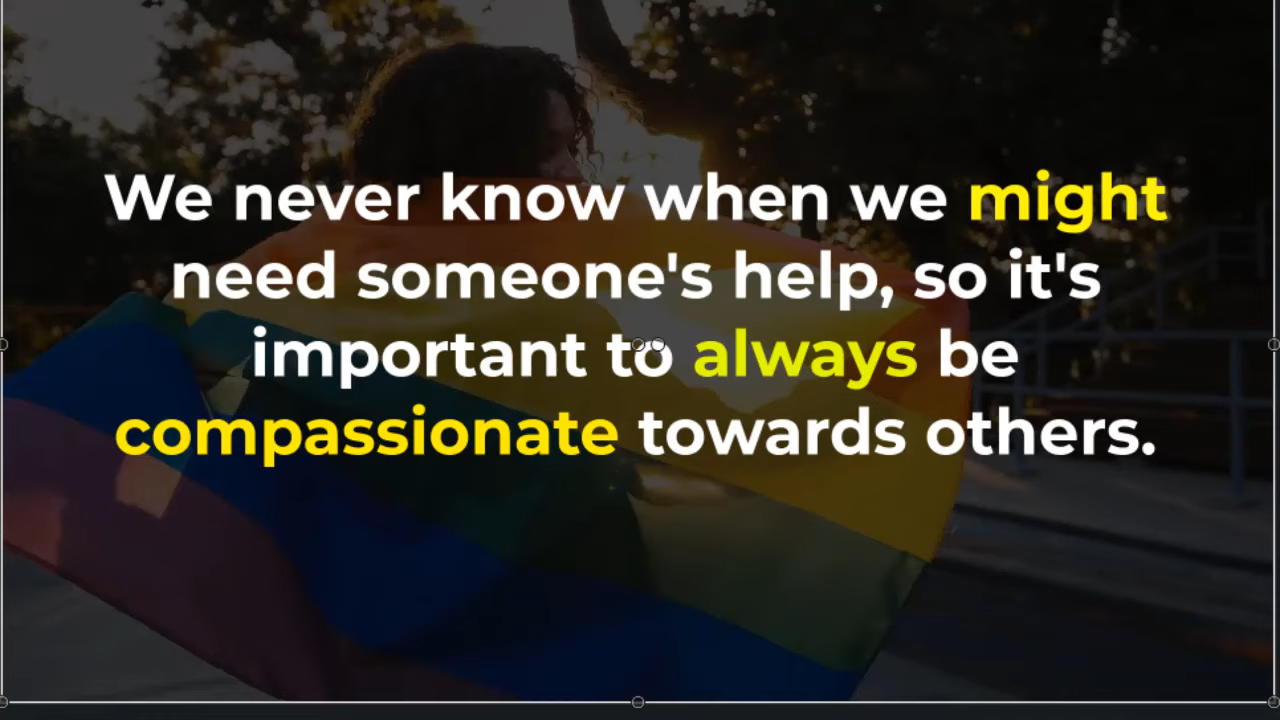 We never know when we might
need someone's help, so it's
important to always be
compassionate towards others.